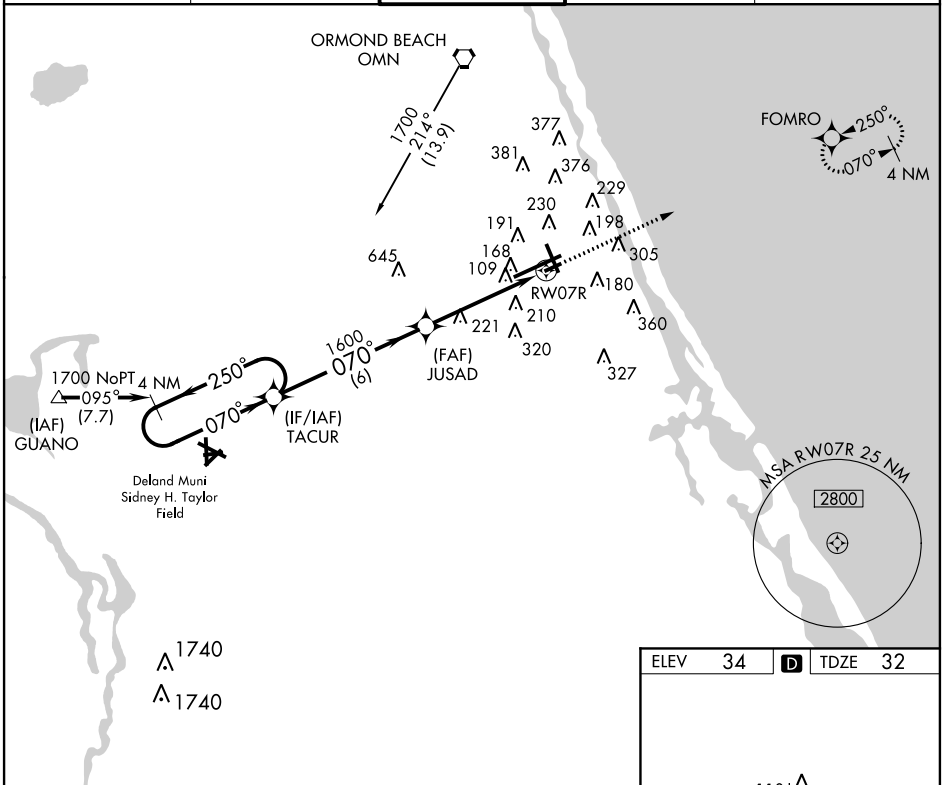 ORMOND BEACH
OMN
1700
214°
(13.9)
377
381
376
229
230
191
198
168
305
645
109
RW07R
180
210
221
360
320
327
FOMRO
250°
070°
4 NM
1600
070°
(6)
(FAF)
JUSAD
1700 NoPT
4 NM
095°
(7.7)
250°
070°
(IAF)
GUANO
(IF/IAF)
TACUR
Deland Muni
Sidney H. Taylor
Field
MSA RW07R 25 NM
2800
1740
1740
ELEV 34 D TDZE 32